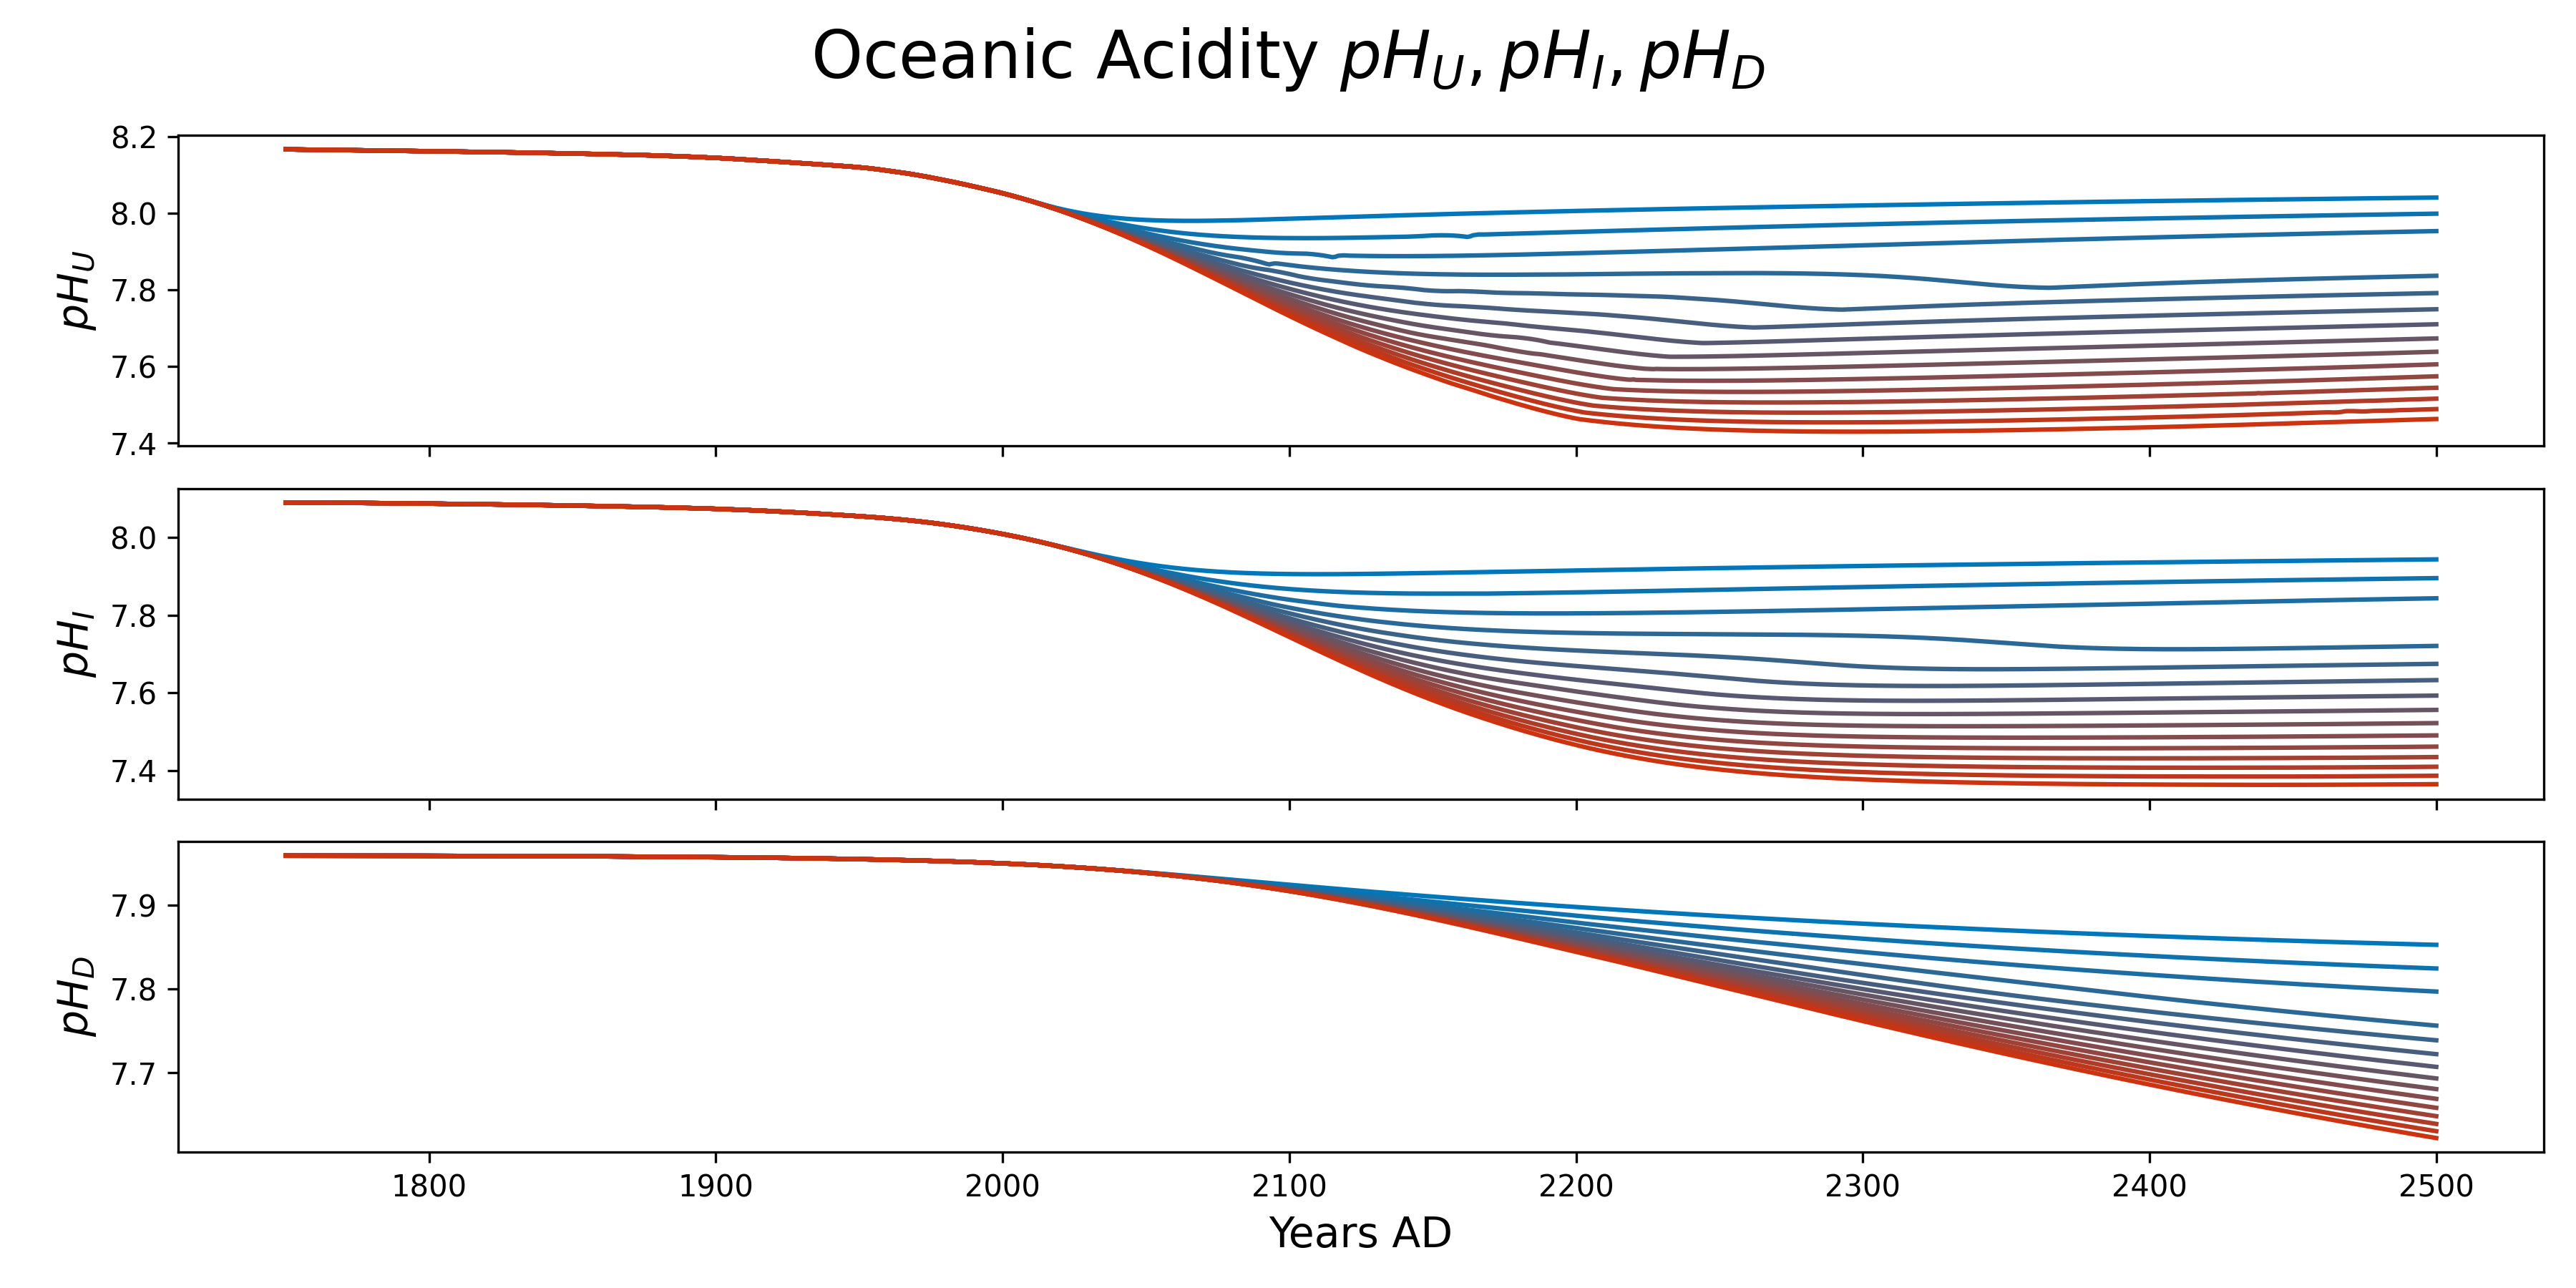 Oceanic Acidity pH_U, pH_I, pH_D
8.2
8.0
7.8
7.6
7.4
pH_U
8.0
7.8
7.6
7.4
pH_I
7.9
7.8
7.7
pH_D
1800 1900 2000 2100 2200 2300 2400 2500
Years AD